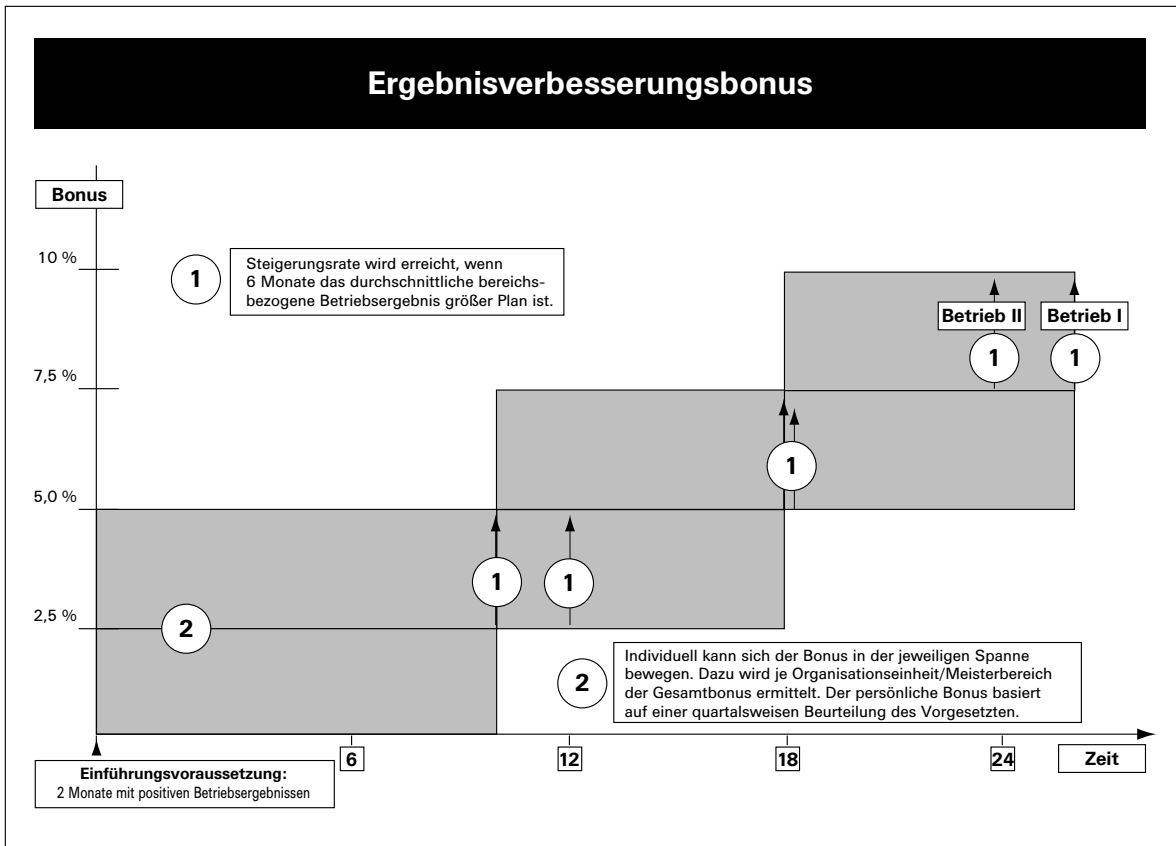 Ergebnisverbesserungsbonus
Bonus
10 %
1
Steigerungsrate wird erreicht, wenn
6 Monate das durchschnittliche bereichs-
bezogene Betriebsergebnis größer Plan ist.
Betrieb II
Betrieb I
1
1
7,5 %
1
5,0 %
1
1
2,5 %
2
2
Individuell kann sich der Bonus in der jeweiligen Spanne
bewegen. Dazu wird je Organisationseinheit/Meisterbereich
der Gesamtbonus ermittelt. Der persönliche Bonus basiert
auf einer quartalsweisen Beurteilung des Vorgesetzten.
6
12
18
24
Zeit
Einführungsvoraussetzung:
2 Monate mit positiven Betriebsergebnissen